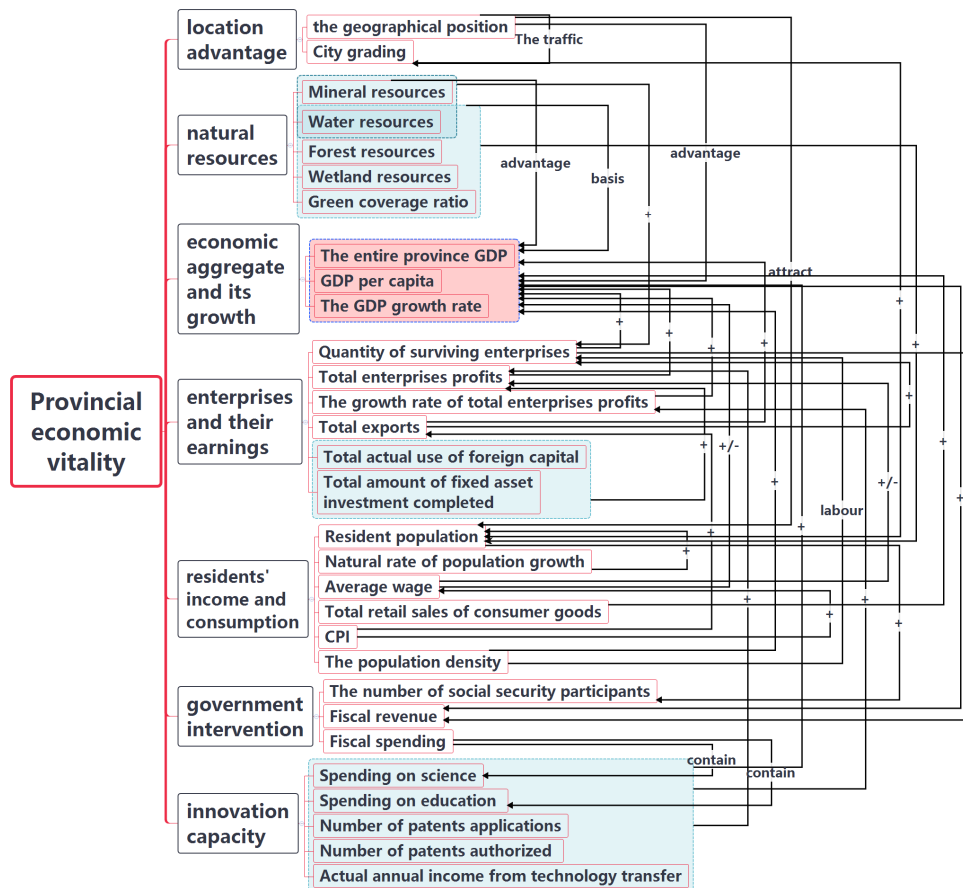 Provincial
economic
vitality
location
advantage
the geographical position
City grading
The traffic
natural
resources
Mineral resources
Water resources
Forest resources
Wetland resources
Green coverage ratio
advantage
basis
+
advantage
attract
+
+
economic
aggregate
and its
growth
The entire province GDP
GDP per capita
The GDP growth rate
+
+
+
+
enterprises
and their
earnings
Quantity of surviving enterprises
Total enterprises profits
The growth rate of total enterprises profits
Total exports
Total actual use of foreign capital
Total amount of fixed asset
investment completed
+
+
+
+/-
+/-
+
+
labour
+
+
residents'
income and
consumption
Resident population
Natural rate of population growth
Average wage
Total retail sales of consumer goods
CPI
The population density
+
+
+
+
+
+
government
intervention
The number of social security participants
Fiscal revenue
Fiscal spending
contain
contain
innovation
capacity
Spending on science
Spending on education
Number of patents applications
Number of patents authorized
Actual annual income from technology transfer